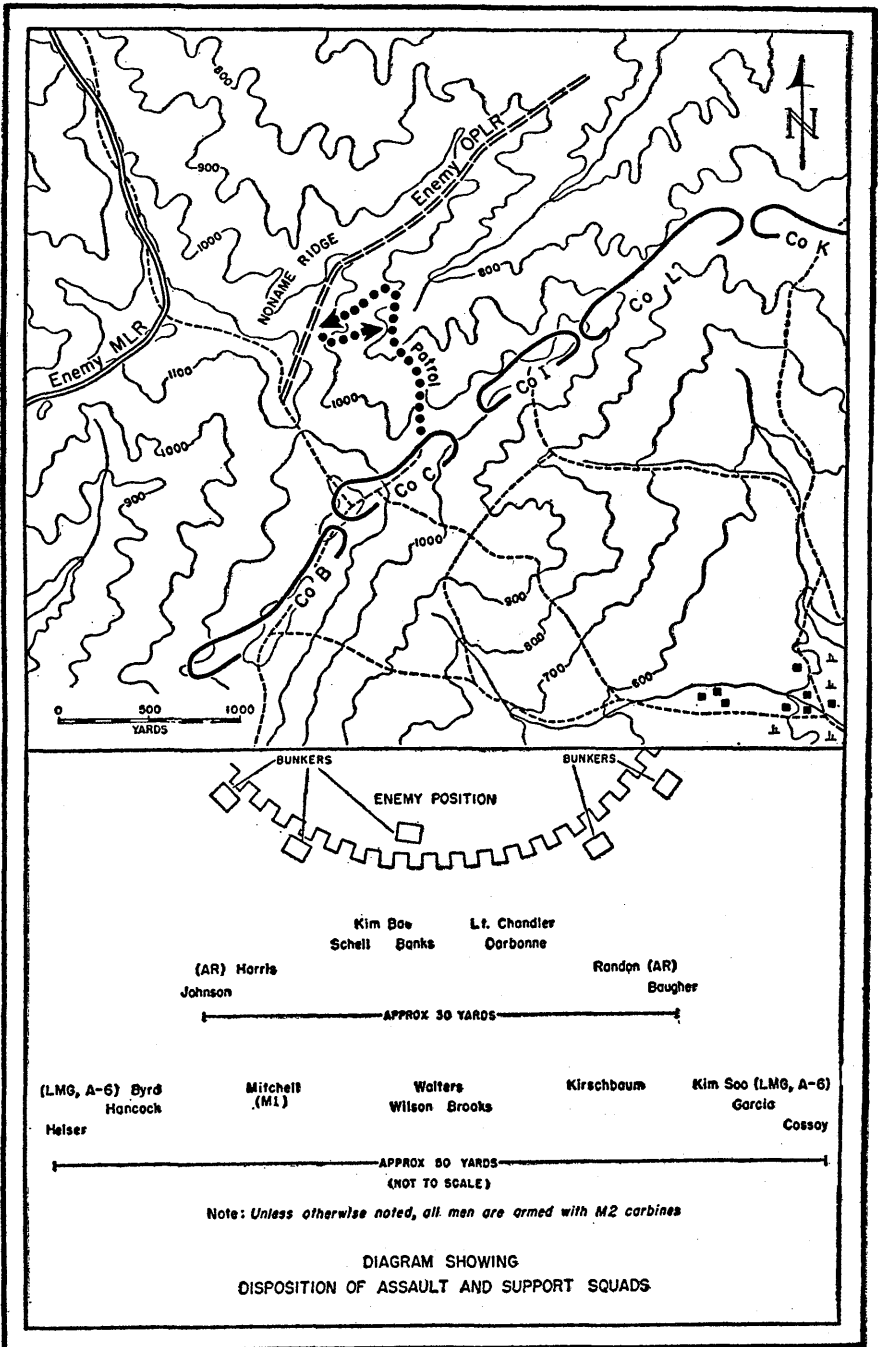 800
N
900
Enemy OPLR
1000
NONAME RIDGE
800
Co K
Co L
Enemy MLR
Patrol
1100
Co I
1000
1000
Co C
900
1000
Co B
900
800
700
600
0 500 1000
YARDS
BUNKERS BUNKERS
ENEMY POSITION
Kim Bae Lt. Chandler
Schell Banks Darbonne
(AR) Harris Randon (AR)
Johnson Baugher
APPROX 30 YARDS
(LMG, A-6) Byrd Mitchell Walters Kirschbaum Kim Soo (LMG, A-6)
Hancock (M1) Wilson Brooks Garcia
Heiser Cossay
APPROX 50 YARDS
(NOT TO SCALE)
Note: Unless otherwise noted, all men are armed with M2 carbines
DIAGRAM SHOWING
DISPOSITION OF ASSAULT AND SUPPORT SQUADS